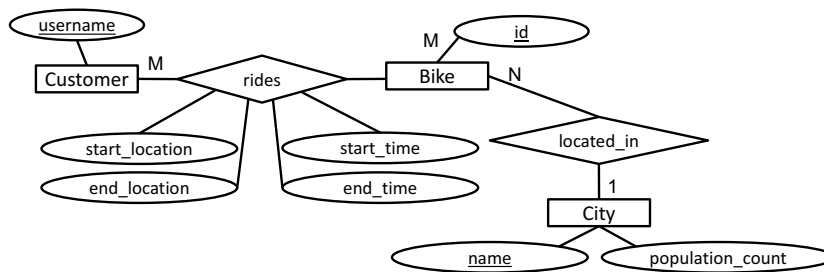 username
id
M
Customer
M
rides
Bike
N
start_location
start_time
located_in
end_location
end_time
1
City
name
population_count